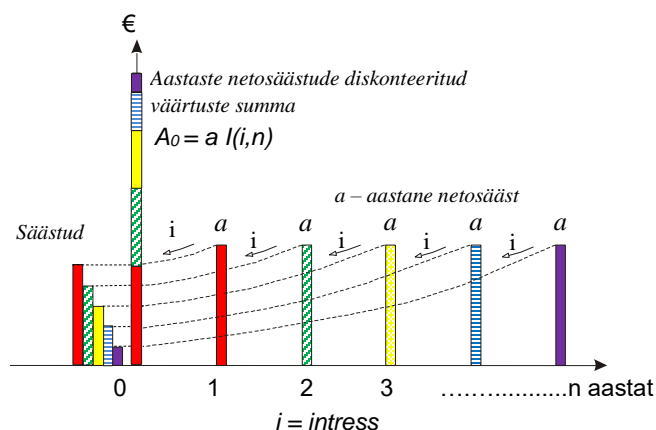 €
Aastaste netosäästude diskonteeritud
väärtuste summa
A₀ = a I(i,n)
a – aastane netosääst
Säästud
i a i a i a i a i a
0 1 2 3 ...................n aastat
i = intress